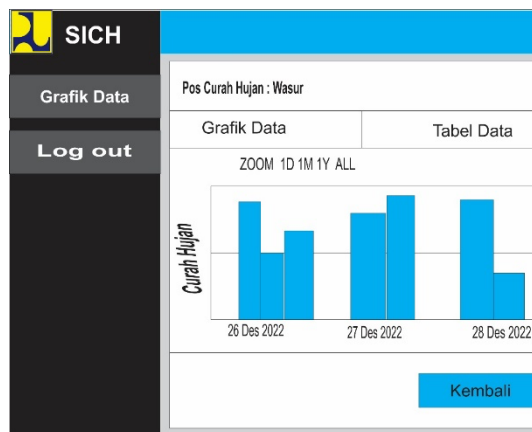 SICH
Grafik Data
Log out
Pos Curah Hujan : Wasur
Grafik Data
Tabel Data
ZOOM 1D 1M 1Y ALL
Curah Hujan
26 Des 2022
27 Des 2022
28 Des 2022
Kembali